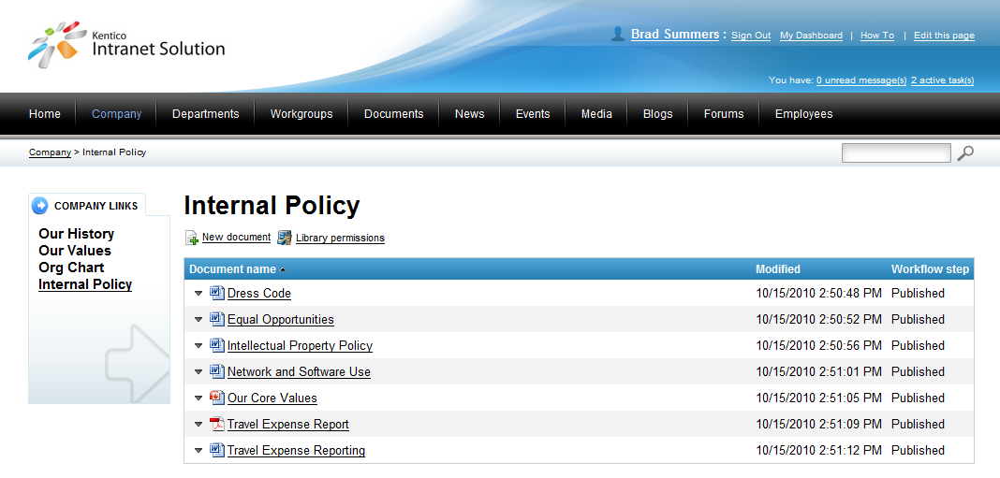 Kentico
Intranet Solution
Brad Summers : Sign Out My Dashboard | How To | Edit this page
You have: 0 unread message(s) 2 active task(s)
Home Company Departments Workgroups Documents News Events Media Blogs Forums Employees
Company > Internal Policy
COMPANY LINKS
Our History
Our Values
Org Chart
Internal Policy
Internal Policy
New document Library permissions
Document name Modified Workflow step
Dress Code 10/15/2010 2:50:48 PM Published
Equal Opportunities 10/15/2010 2:50:52 PM Published
Intellectual Property Policy 10/15/2010 2:50:56 PM Published
Network and Software Use 10/15/2010 2:51:01 PM Published
Our Core Values 10/15/2010 2:51:05 PM Published
Travel Expense Report 10/15/2010 2:51:09 PM Published
Travel Expense Reporting 10/15/2010 2:51:12 PM Published